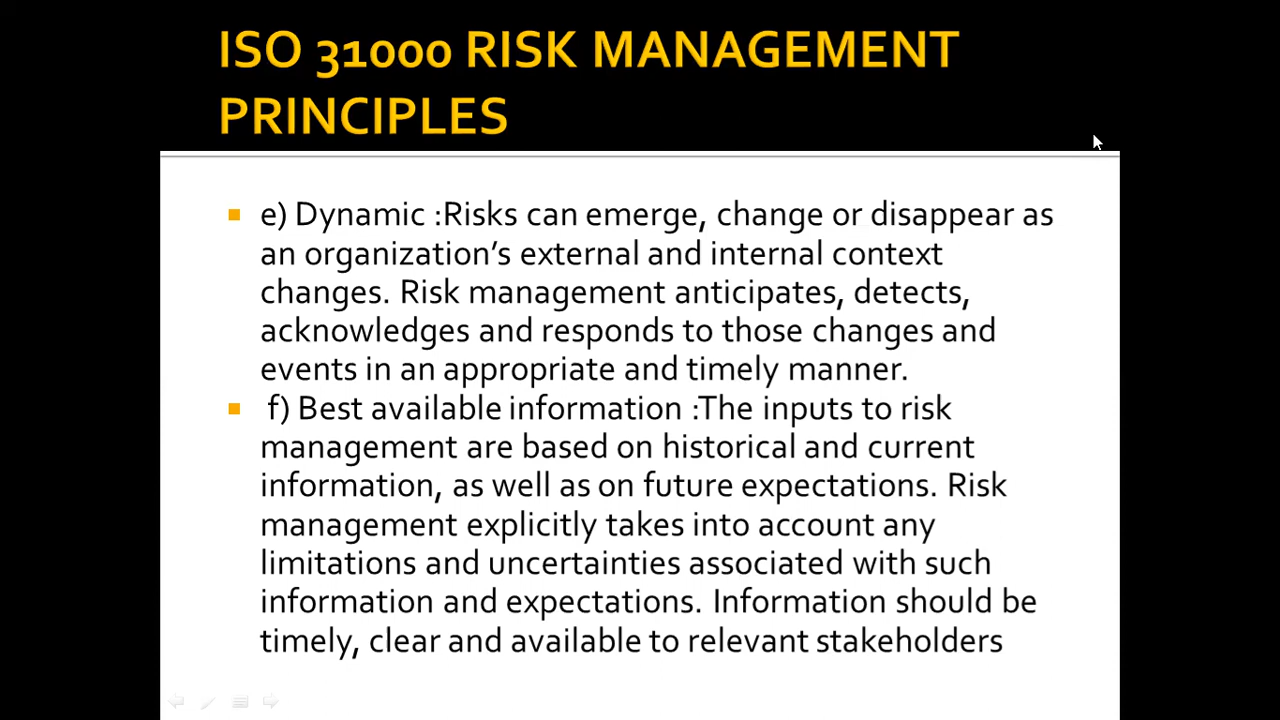 ISO 31000 RISK MANAGEMENT
PRINCIPLES
e) Dynamic :Risks can emerge, change or disappear as
an organization’s external and internal context
changes. Risk management anticipates, detects,
acknowledges and responds to those changes and
events in an appropriate and timely manner.
f) Best available information :The inputs to risk
management are based on historical and current
information, as well as on future expectations. Risk
management explicitly takes into account any
limitations and uncertainties associated with such
information and expectations. Information should be
timely, clear and available to relevant stakeholders